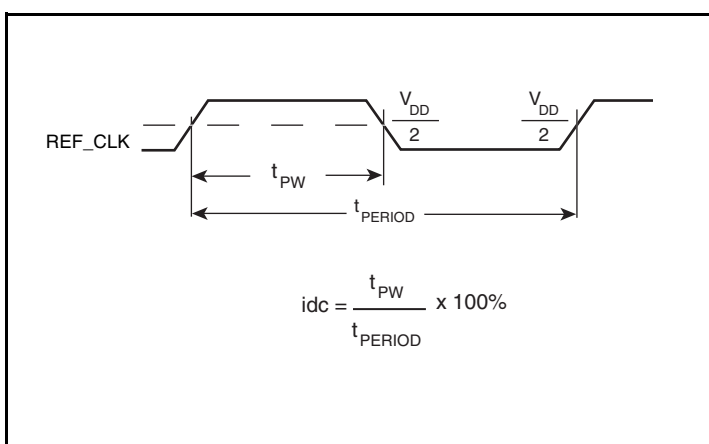 V_DD / 2
V_DD / 2
REF_CLK
t_PW
t_PERIOD
idc = t_PW / t_PERIOD x 100%